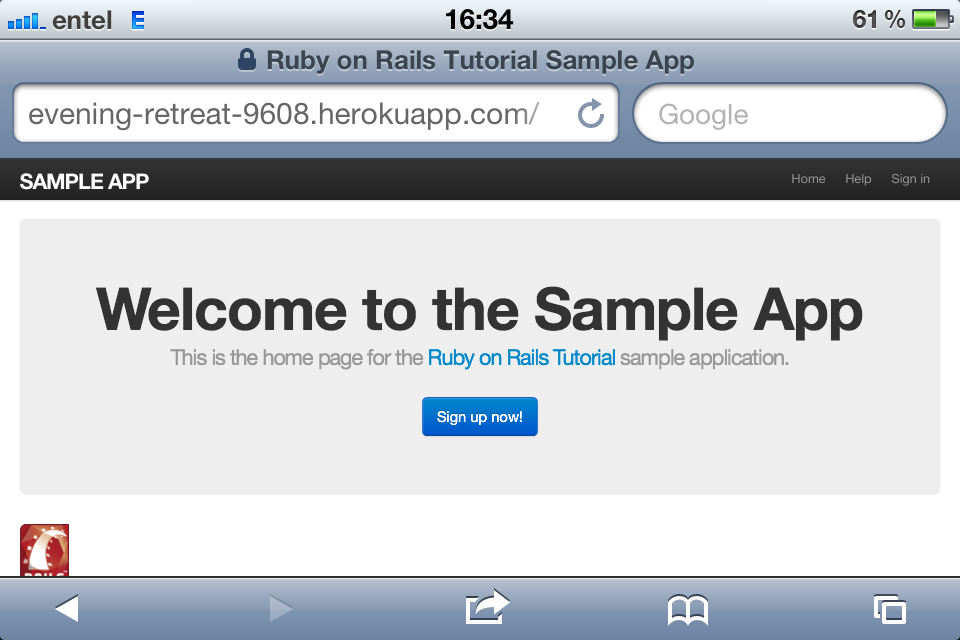 entel E 16:34 61 %
Ruby on Rails Tutorial Sample App
evening-retreat-9608.herokuapp.com/ Google
SAMPLE APP Home Help Sign in
Welcome to the Sample App
This is the home page for the Ruby on Rails Tutorial sample application.
Sign up now!
RAILS